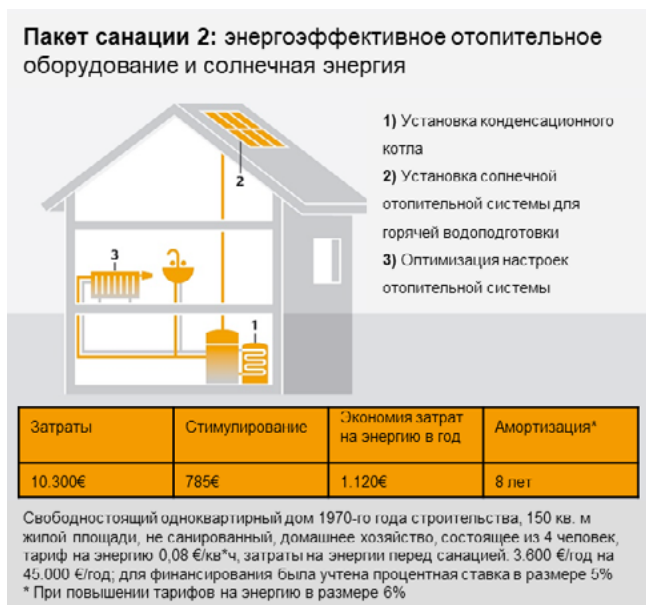 Пакет санации 2: энергоэффективное отопительное
оборудование и солнечная энергия
1) Установка конденсационного
котла
2) Установка солнечной
отопительной системы для
горячей водоподготовки
3) Оптимизация настроек
отопительной системы
2
3
1
Затраты
Стимулирование
Экономия затрат
на энергию в год
Амортизация*
10.300€
785€
1.120€
8 лет
Свободностоящий одноквартирный дом 1970-го года строительства, 150 кв. м
жилой площади, не санированный, домашнее хозяйство, состоящее из 4 человек,
тариф на энергию 0,08 €/кв*ч, затраты на энергии перед санацией. 3.600 €/год на
45.000 €/год; для финансирования была учтена процентная ставка в размере 5%
* При повышении тарифов на энергию в размере 6%